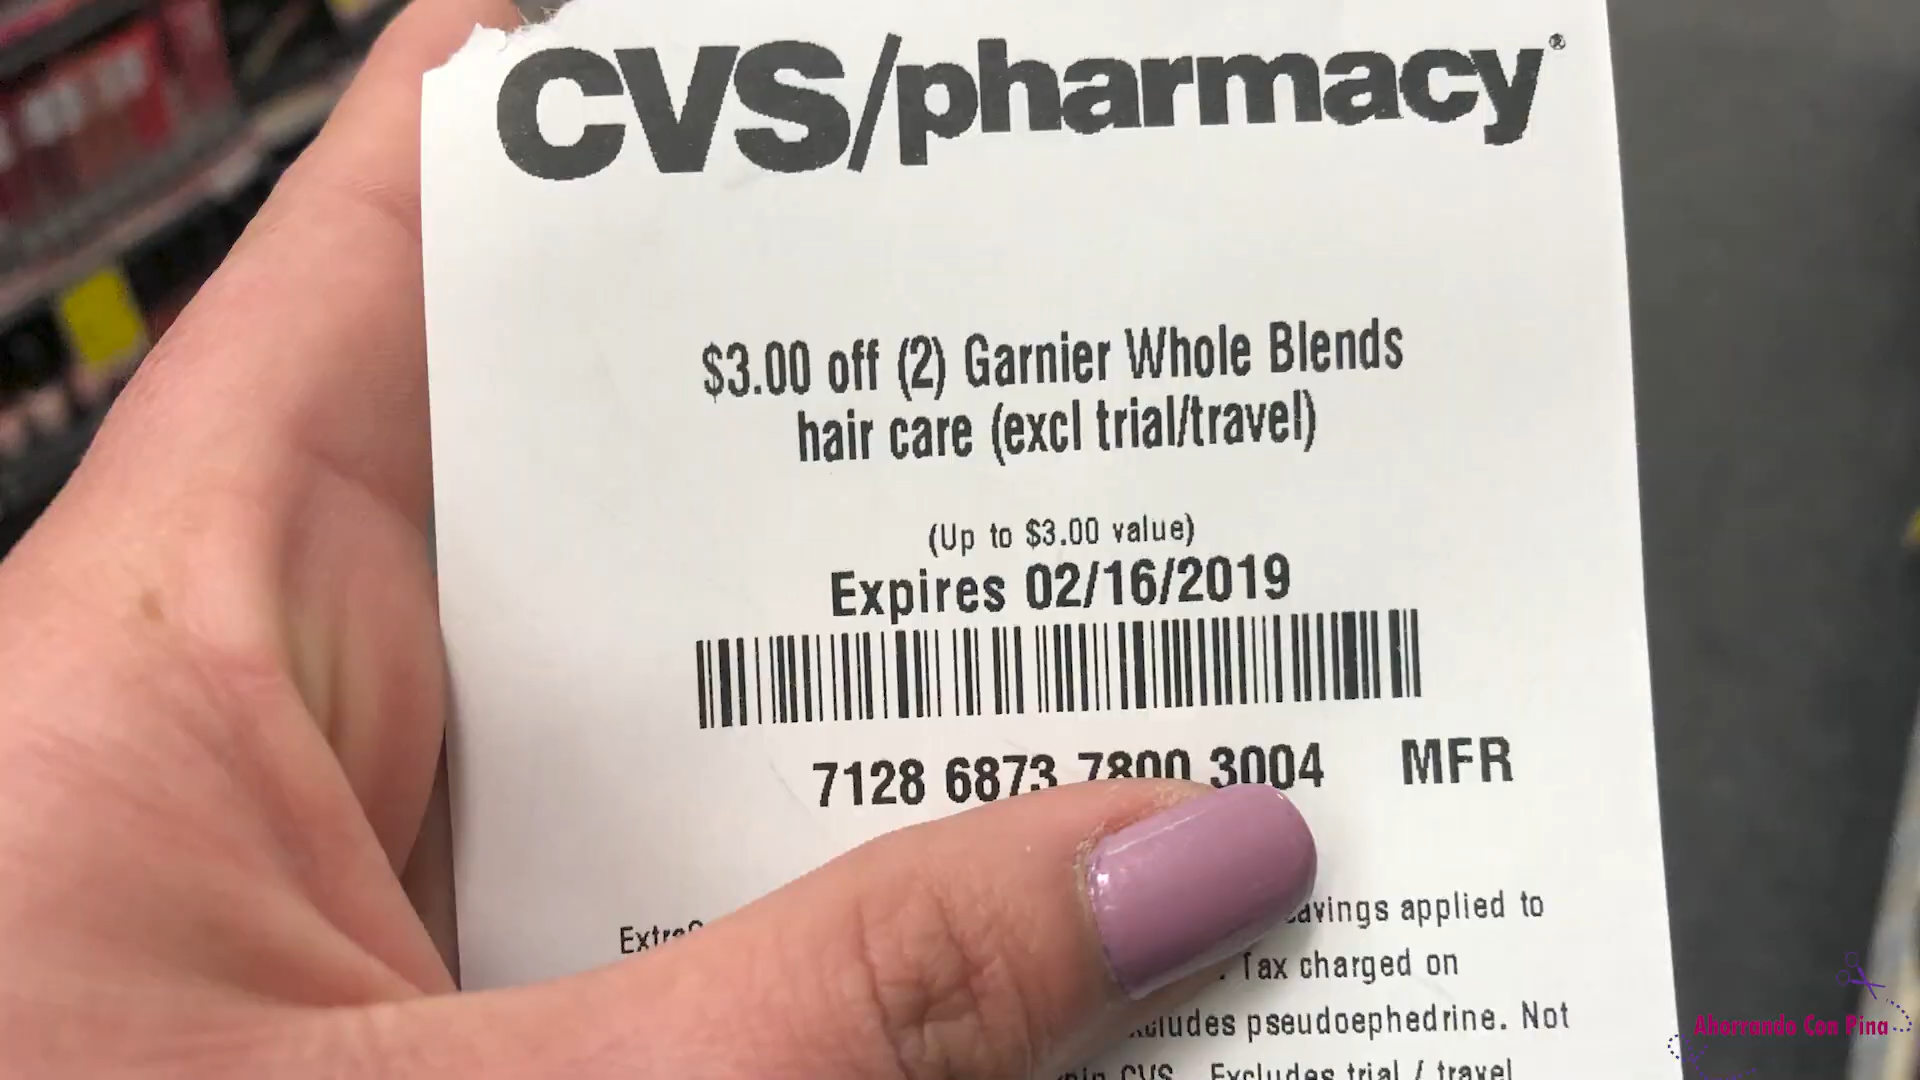 CVS/pharmacy®
$3.00 off (2) Garnier Whole Blends
hair care (excl trial/travel)
(Up to $3.00 value)
Expires 02/16/2019
7128 6873 7800 3004 MFR
applied to
Tax charged on
pseudoephedrine. Not
CVS. Excludes trial / travel
Ahorrando Con Pina